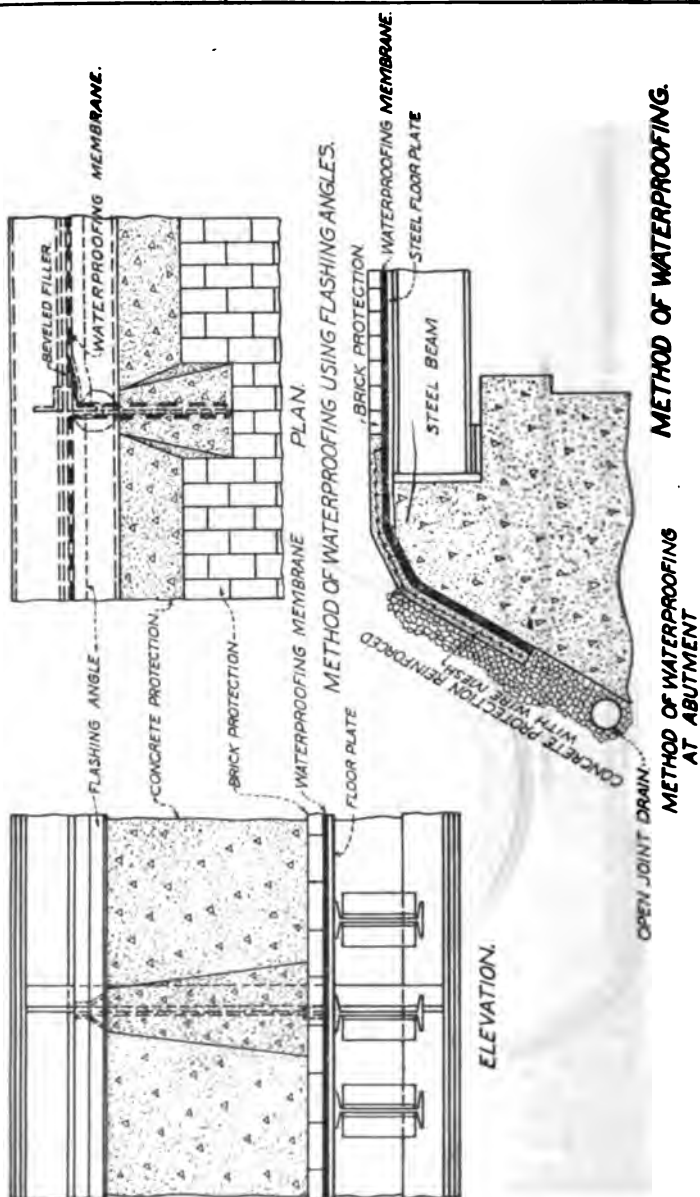 FLASHING ANGLE
CONCRETE PROTECTION
BRICK PROTECTION
WATERPROOFING MEMBRANE
FLOOR PLATE
ELEVATION.
BEVELED FILLER
WATERPROOFING MEMBRANE.
PLAN.
METHOD OF WATERPROOFING USING FLASHING ANGLES.
BRICK PROTECTION.
WATERPROOFING MEMBRANE.
STEEL FLOOR PLATE
STEEL BEAM
CONCRETE PROTECTION REINFORCED
WITH WIRE MESH
OPEN JOINT DRAIN
METHOD OF WATERPROOFING
AT ABUTMENT
METHOD OF WATERPROOFING.